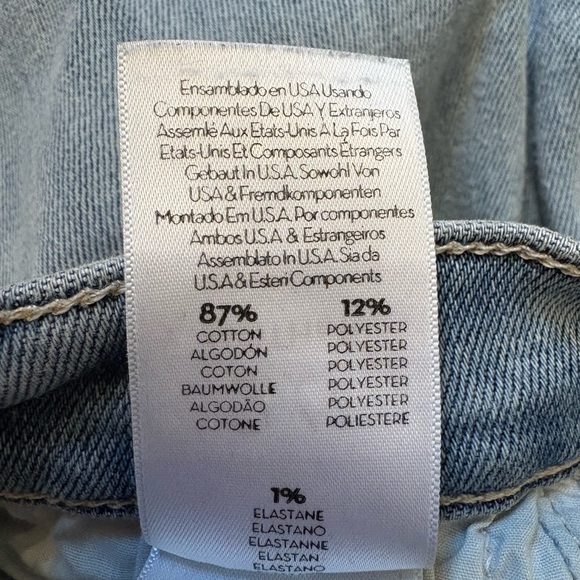 Ensamblado en USA Usando
Componentes De USA Y Extranjeros
Assemlé Aux Etats-Unis À La Fois Par
Etats-Unis Et Composants Étrangers
Gebaut In U.S.A. Sowohl Von
USA & Fremdkomponenten
Montado Em U.S.A. Por componentes
Ambos U.S.A & Estrangeiros
Assemblato In U.S.A. Sia da
U.S.A & Esteri Components
87%
COTTON
ALGODÓN
COTON
BAUMWOLLE
ALGODÃO
COTONE
12%
POLYESTER
POLYESTER
POLYESTER
POLYESTER
POLYESTER
POLIESTERE
1%
ELASTANE
ELASTANO
ELASTANNE
ELASTAN
ELASTANO